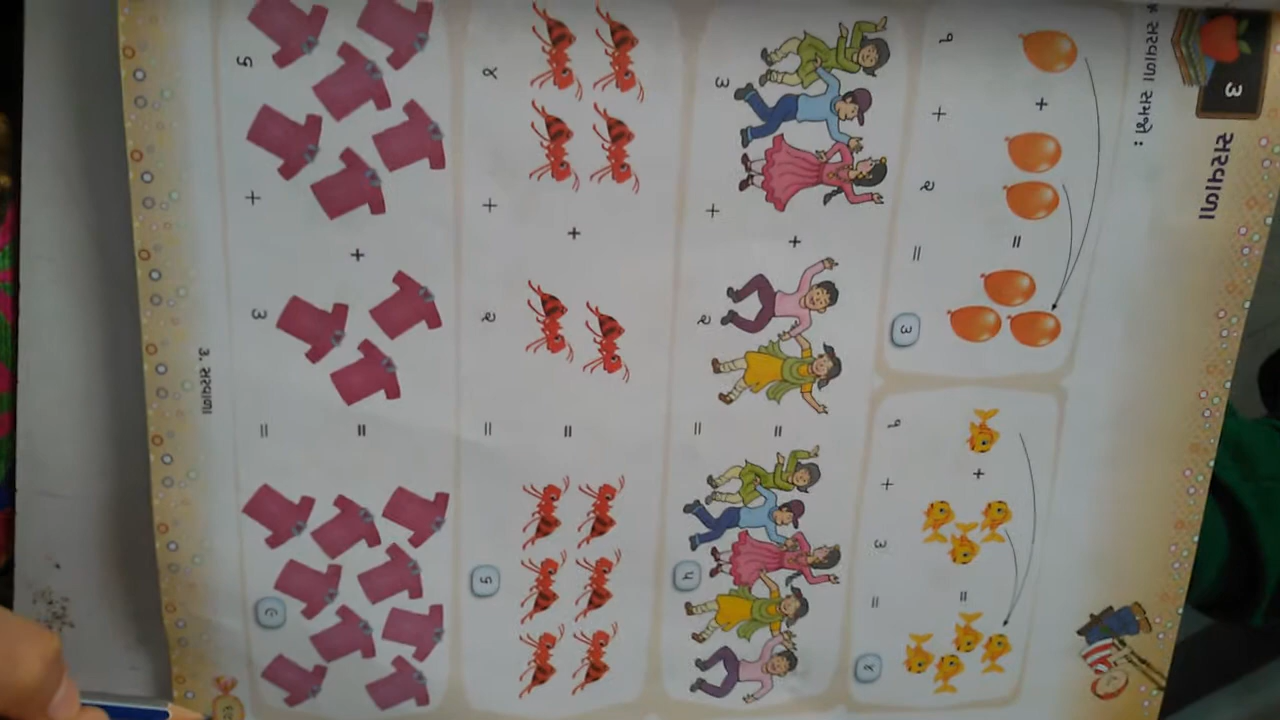 ૩
સરવાળા
* સરવાળા સમજો :
+ =
૧ + ૨ = ૩
+ =
૧ + ૩ = ૪
+ =
૩ + ૨ = ૫
+ =
૪ + ૨ = ૬
+ =
૬ + ૩ = ૯
૩. સરવાળા